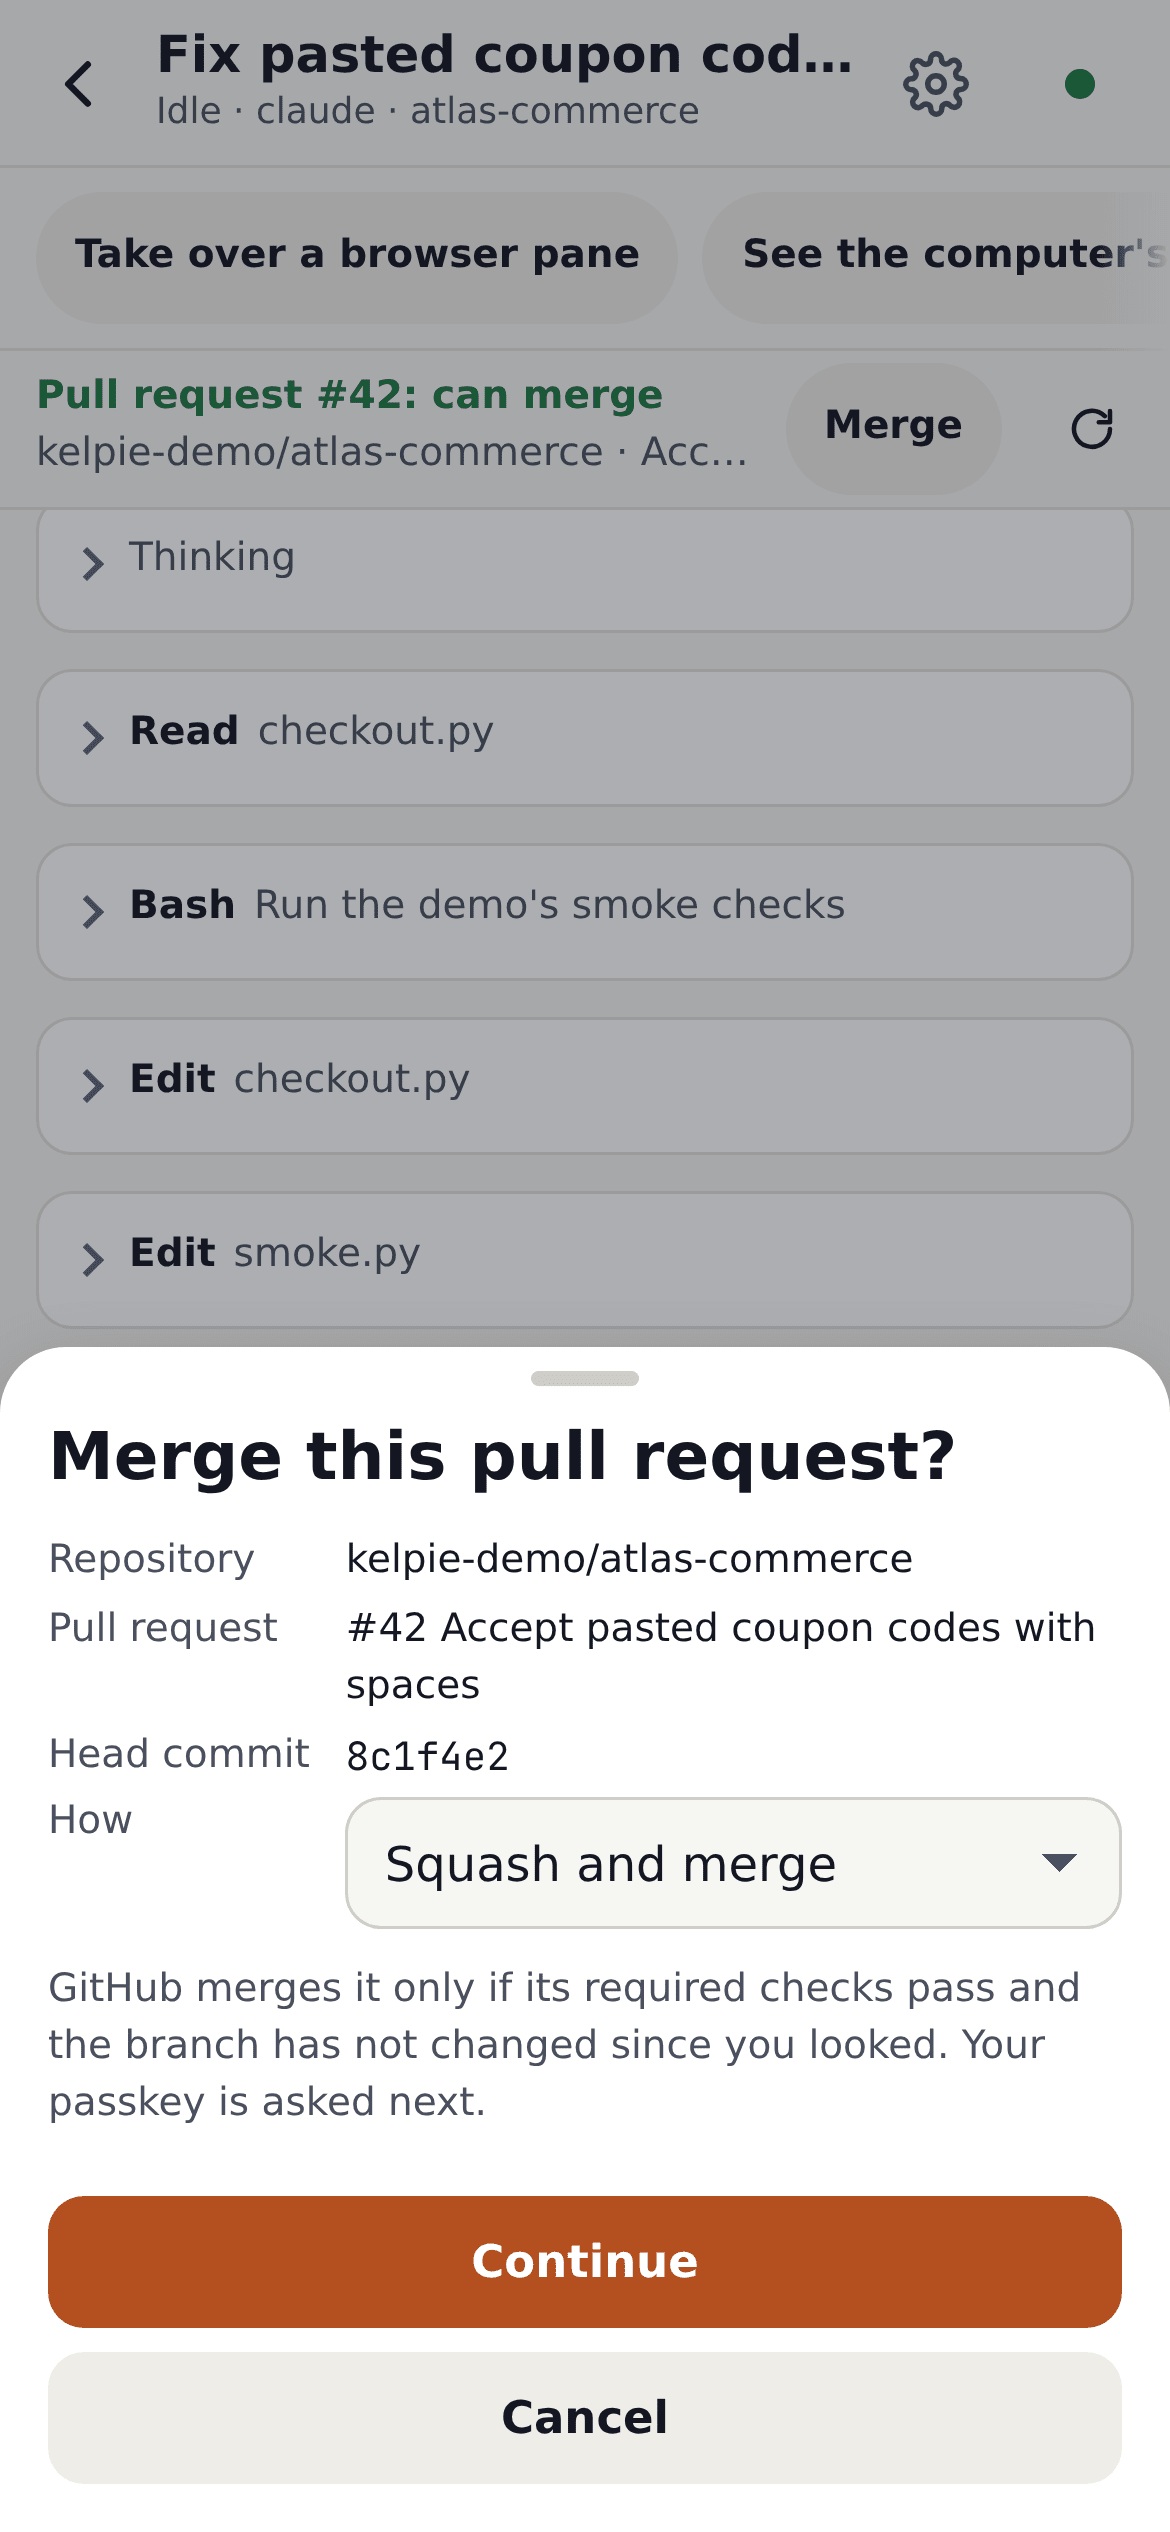 Fix pasted coupon cod...
Idle · claude · atlas-commerce
Take over a browser pane
See the computer's
Pull request #42: can merge
kelpie-demo/atlas-commerce · Acc...
Merge
Thinking
Read checkout.py
Bash Run the demo's smoke checks
Edit checkout.py
Edit smoke.py
Merge this pull request?
Repository kelpie-demo/atlas-commerce
Pull request #42 Accept pasted coupon codes with
spaces
Head commit 8c1f4e2
How Squash and merge
GitHub merges it only if its required checks pass and
the branch has not changed since you looked. Your
passkey is asked next.
Continue
Cancel